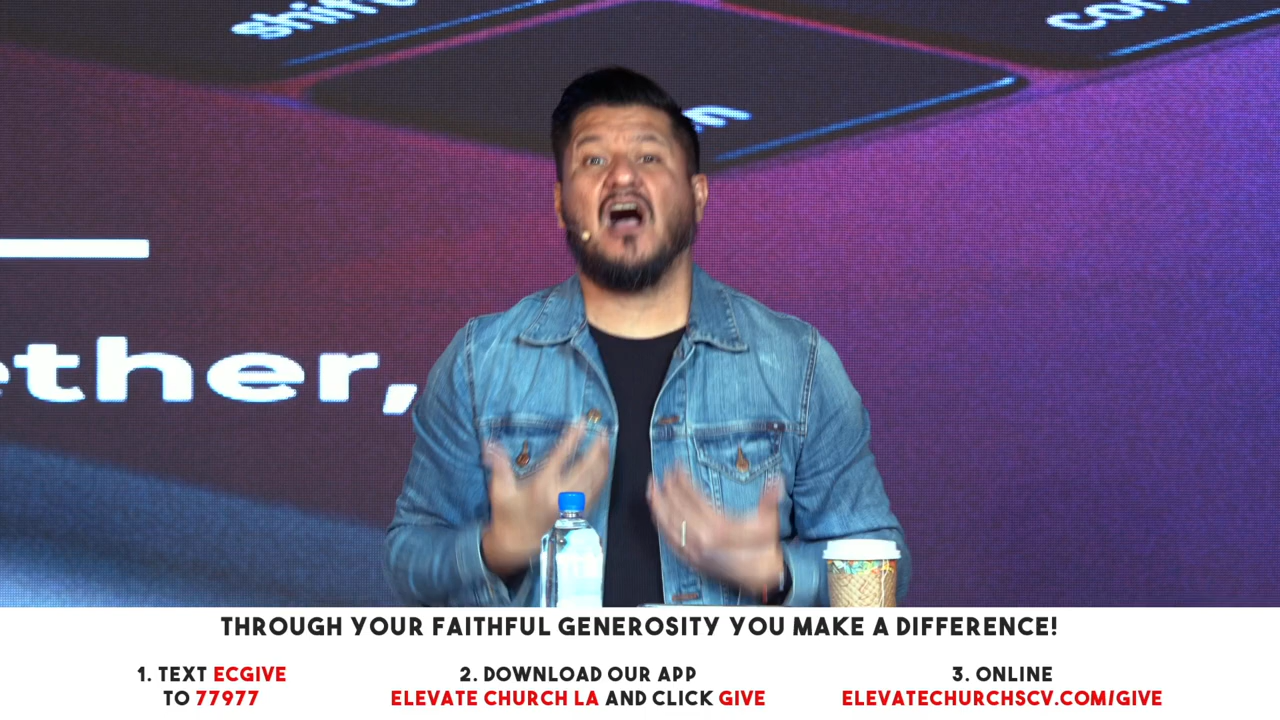 shift
ether,
THROUGH YOUR FAITHFUL GENEROSITY YOU MAKE A DIFFERENCE!
1. TEXT ECGIVE
TO 77977
2. DOWNLOAD OUR APP
ELEVATE CHURCH LA AND CLICK GIVE
3. ONLINE
ELEVATECHURCHSCV.COM/GIVE